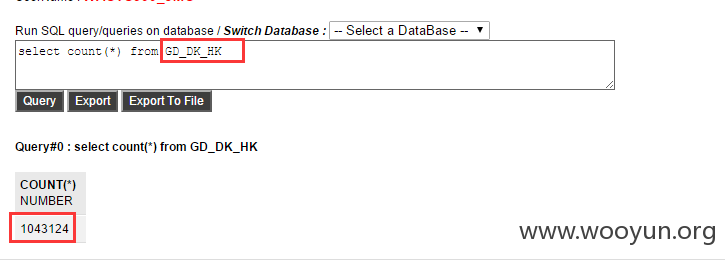 Run SQL query/queries on database / Switch Database : -- Select a DataBase --
select count(*) from GD_DK_HK
Query Export Export To File
Query#0 : select count(*) from GD_DK_HK
COUNT(*)
NUMBER
1043124
www.wooyun.org